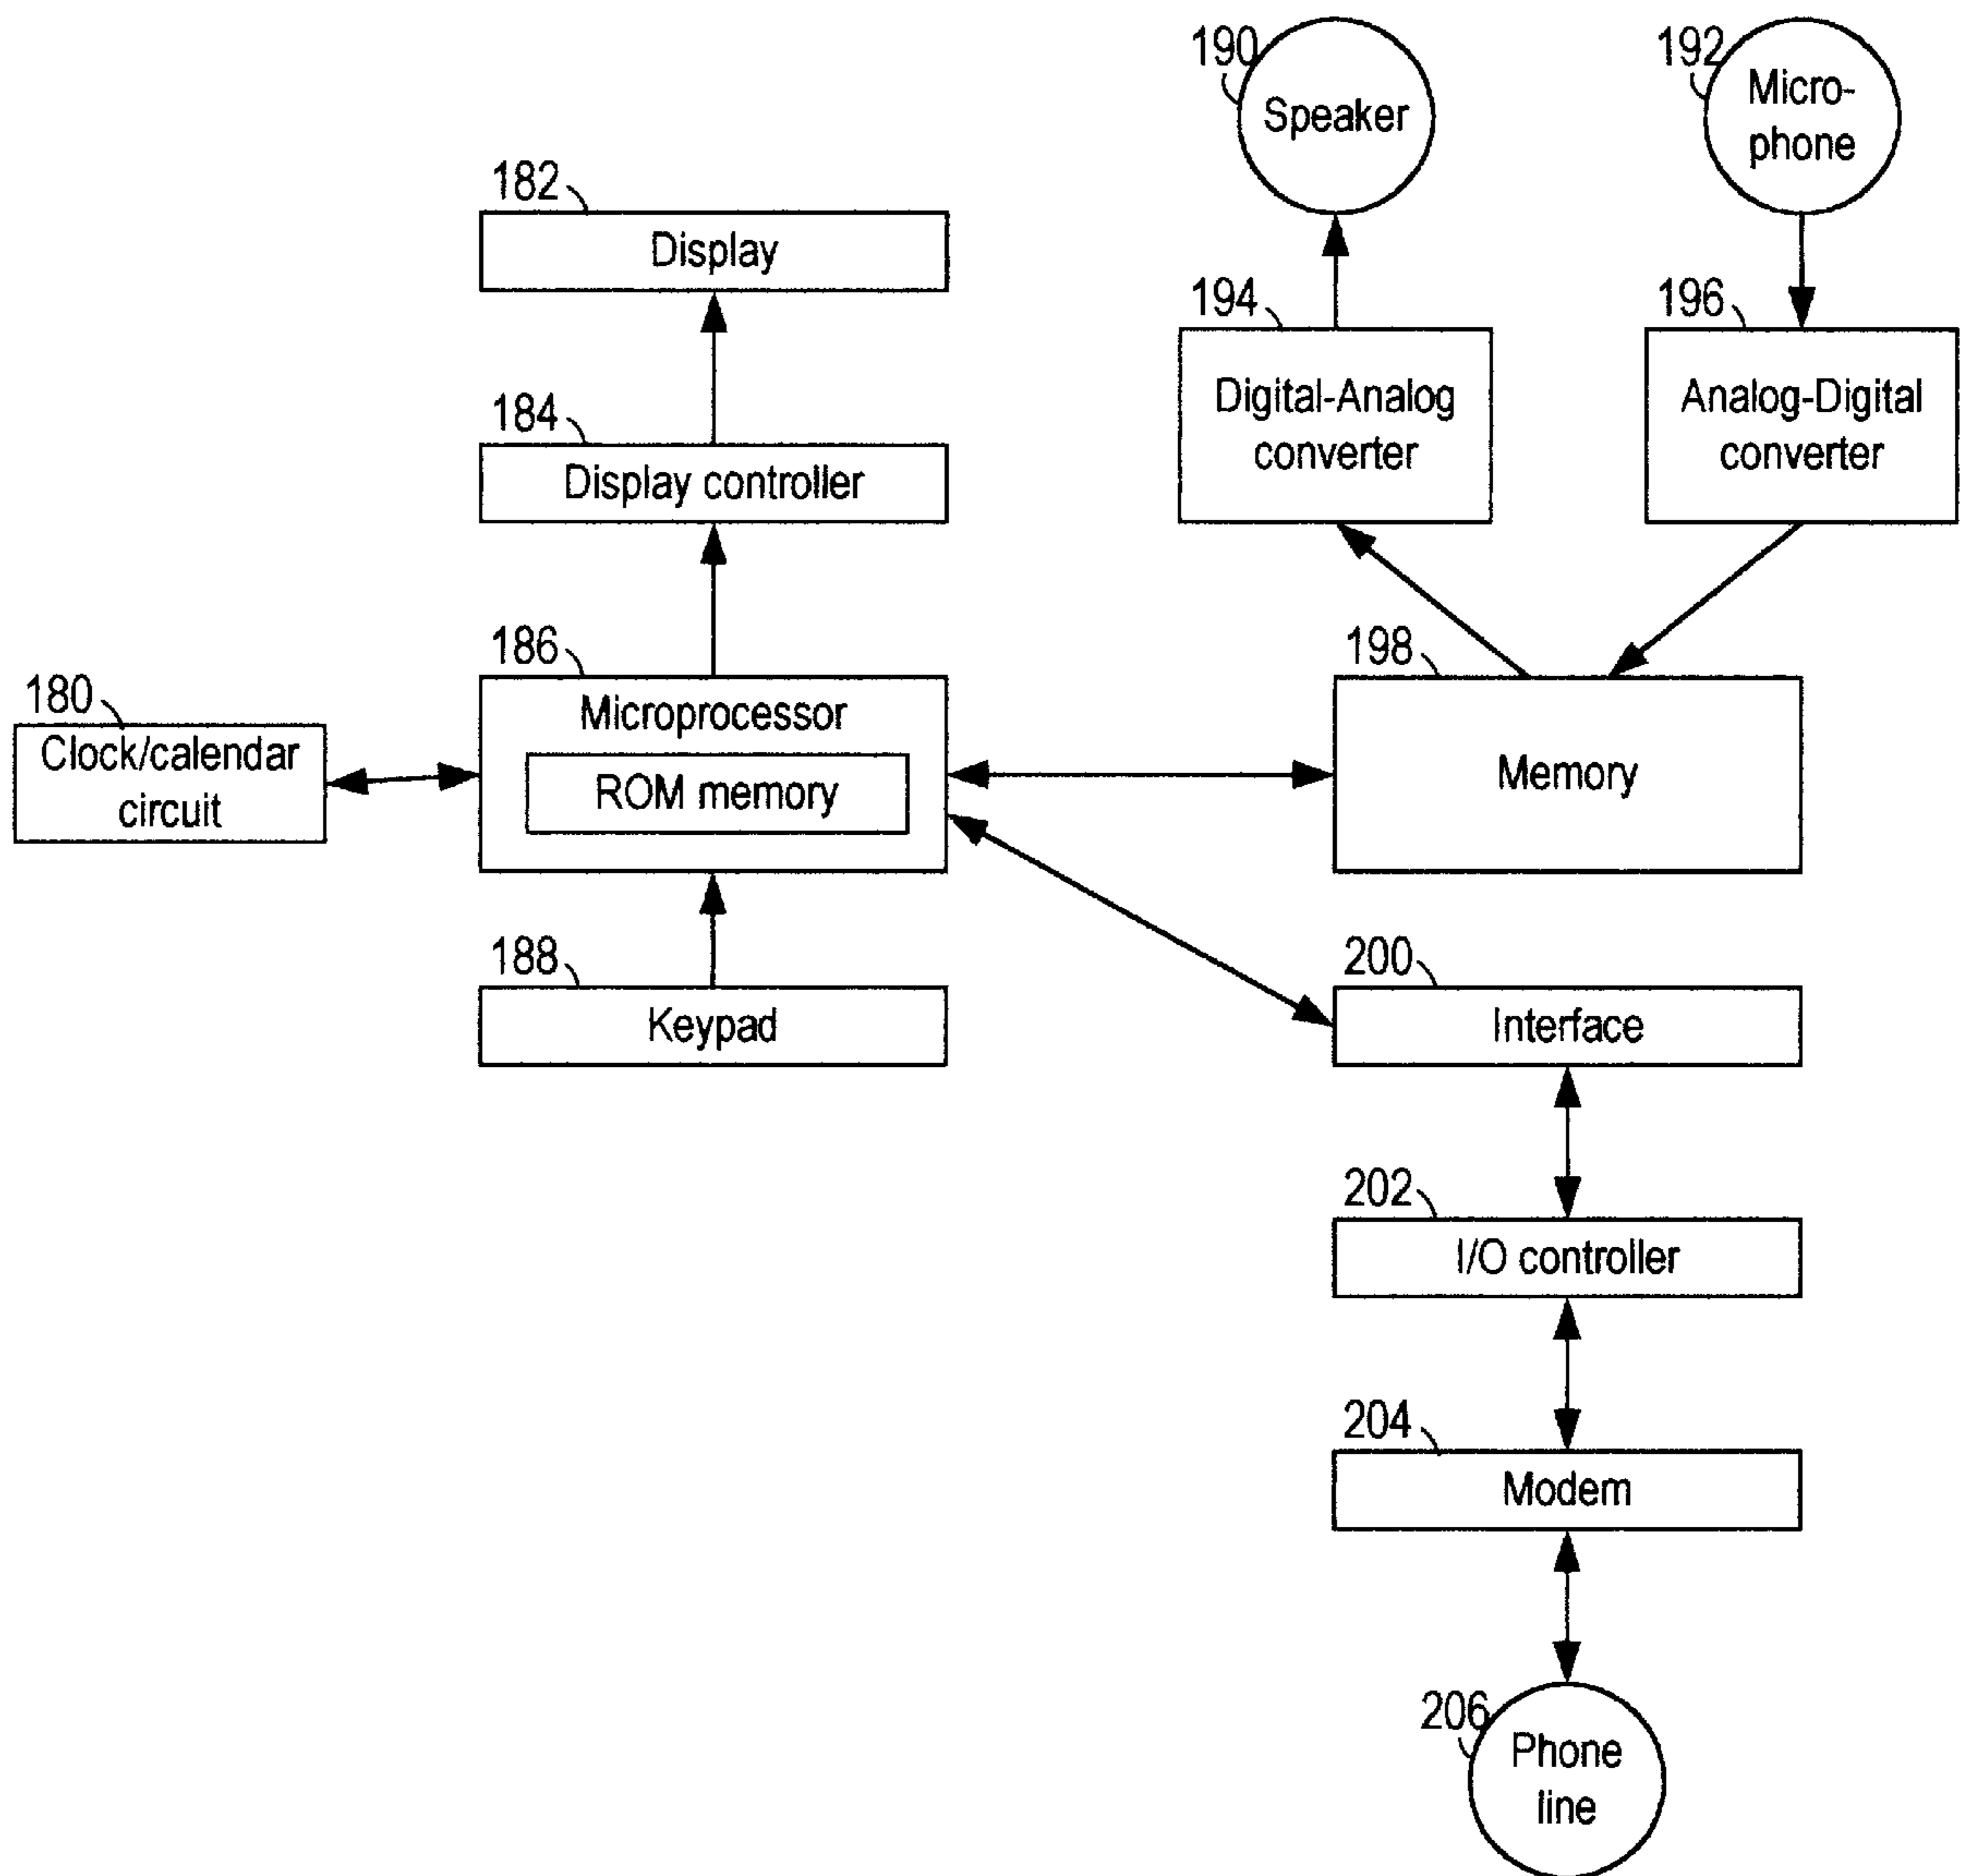 190
Speaker
192
Micro-
phone
182
Display
194
Digital-Analog
converter
196
Analog-Digital
converter
184
Display controller
186
Microprocessor
ROM memory
198
Memory
180
Clock/calendar
circuit
188
Keypad
200
Interface
202
I/O controller
204
Modem
206
Phone
line